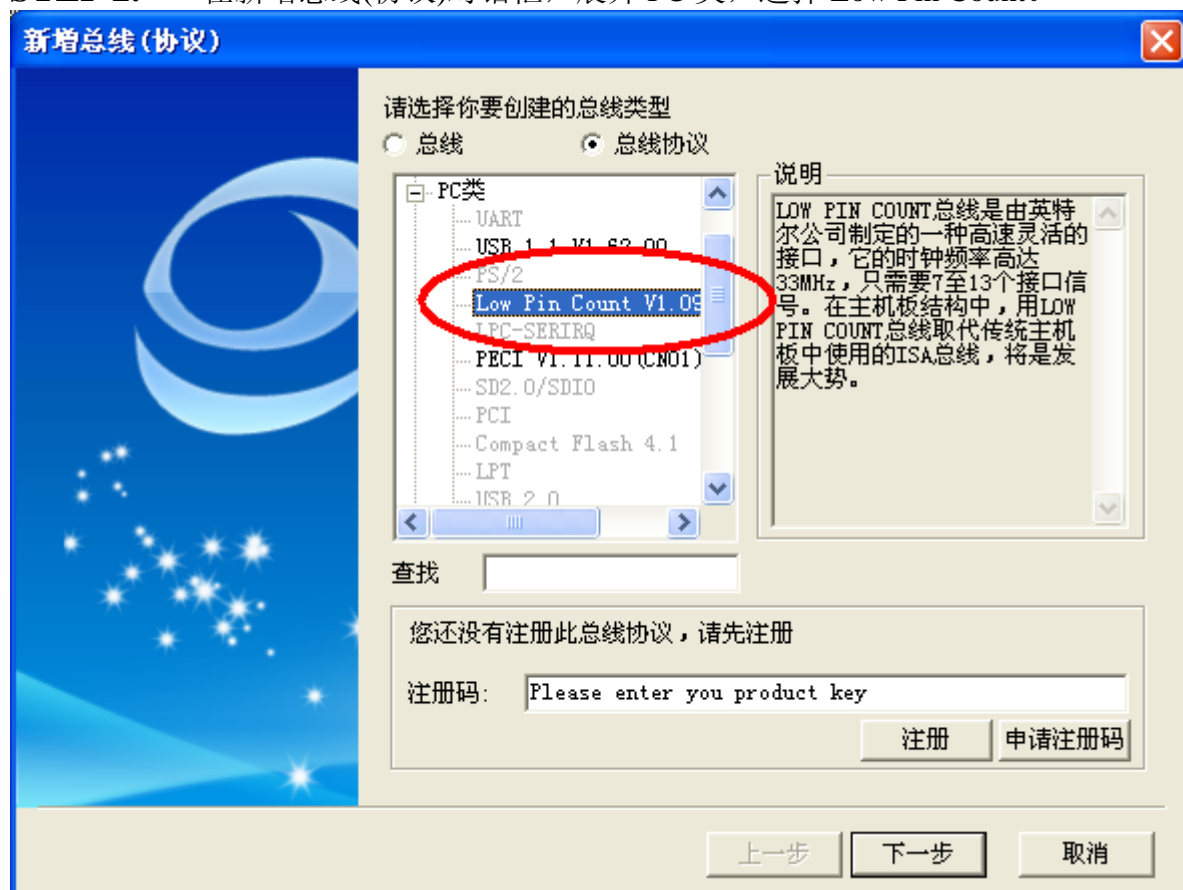 新增总线(协议)
请选择你要创建的总线类型
总线
总线协议
PC类
UART
USB 1.1 V1.62.00
PS/2
Low Pin Count V1.09
LPC-SERIRQ
PECI V1.11.00(CN01)
SD2.0/SDIO
PCI
Compact Flash 4.1
LPT
USB 2.0
说明
LOW PIN COUNT总线是由英特
尔公司制定的一种高速灵活的
接口，它的时钟频率高达
33MHz，只需要7至13个接口信
号。在主机板结构中，用LOW
PIN COUNT总线取代传统主机
板中使用的ISA总线，将是发
展大势。
查找
您还没有注册此总线协议，请先注册
注册码:
Please enter you product key
注册
申请注册码
上一步
下一步
取消